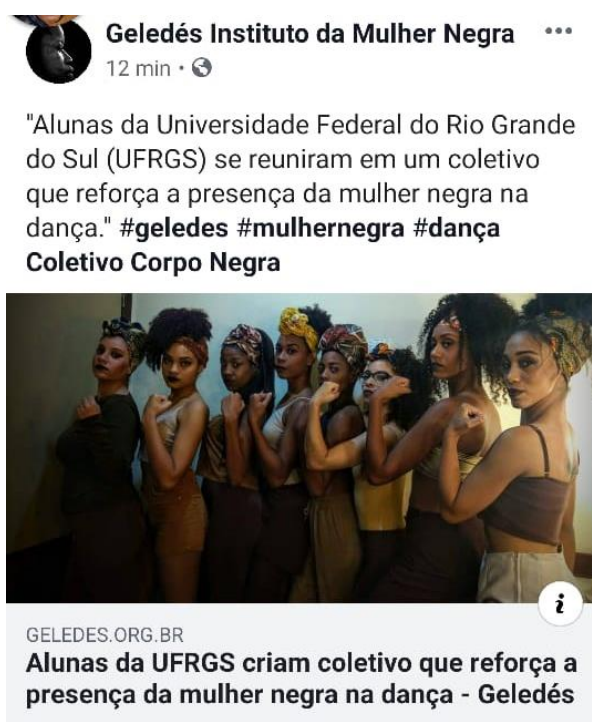 Geledés Instituto da Mulher Negra
12 min
"Alunas da Universidade Federal do Rio Grande
do Sul (UFRGS) se reuniram em um coletivo
que reforça a presença da mulher negra na
dança." #geledes #mulhernegra #dança
Coletivo Corpo Negra
i
GELEDES.ORG.BR
Alunas da UFRGS criam coletivo que reforça a
presença da mulher negra na dança - Geledés